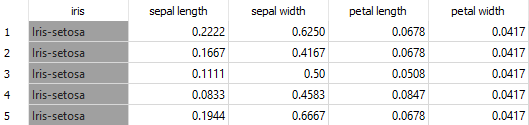 iris sepal length sepal width petal length petal width
1 Iris-setosa 0.2222 0.6250 0.0678 0.0417
2 Iris-setosa 0.1667 0.4167 0.0678 0.0417
3 Iris-setosa 0.1111 0.50 0.0508 0.0417
4 Iris-setosa 0.0833 0.4583 0.0847 0.0417
5 Iris-setosa 0.1944 0.6667 0.0678 0.0417